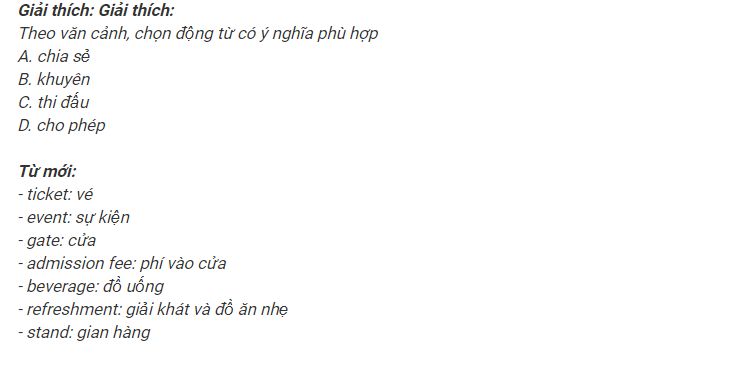 Giải thích: Giải thích:
Theo văn cảnh, chọn động từ có ý nghĩa phù hợp
A. chia sẻ
B. khuyên
C. thi đấu
D. cho phép
Từ mới:
- ticket: vé
- event: sự kiện
- gate: cửa
- admission fee: phí vào cửa
- beverage: đồ uống
- refreshment: giải khát và đồ ăn nhẹ
- stand: gian hàng